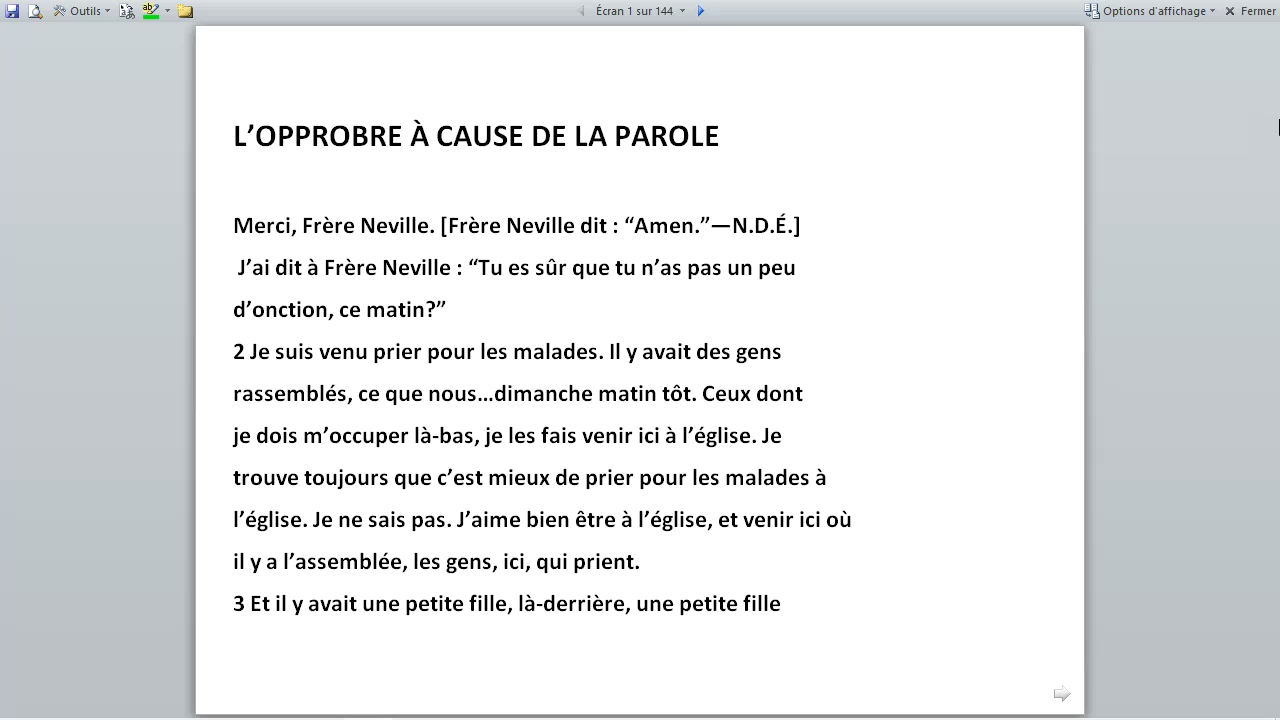 Outils
Écran 1 sur 144
Options d'affichage
Fermer
L’OPPROBRE À CAUSE DE LA PAROLE
Merci, Frère Neville. [Frère Neville dit : “Amen.”—N.D.É.]
J’ai dit à Frère Neville : “Tu es sûr que tu n’as pas un peu
d’onction, ce matin?”
2 Je suis venu prier pour les malades. Il y avait des gens
rassemblés, ce que nous…dimanche matin tôt. Ceux dont
je dois m’occuper là-bas, je les fais venir ici à l’église. Je
trouve toujours que c’est mieux de prier pour les malades à
l’église. Je ne sais pas. J’aime bien être à l’église, et venir ici où
il y a l’assemblée, les gens, ici, qui prient.
3 Et il y avait une petite fille, là-derrière, une petite fille